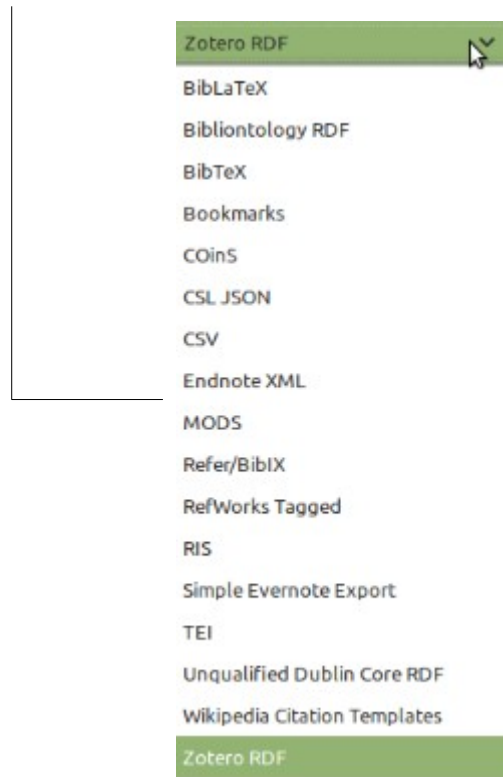 Zotero RDF
BibLaTeX
Bibliontology RDF
BibTeX
Bookmarks
COinS
CSL JSON
CSV
Endnote XML
MODS
Refer/BibIX
RefWorks Tagged
RIS
Simple Evernote Export
TEI
Unqualified Dublin Core RDF
Wikipedia Citation Templates
Zotero RDF